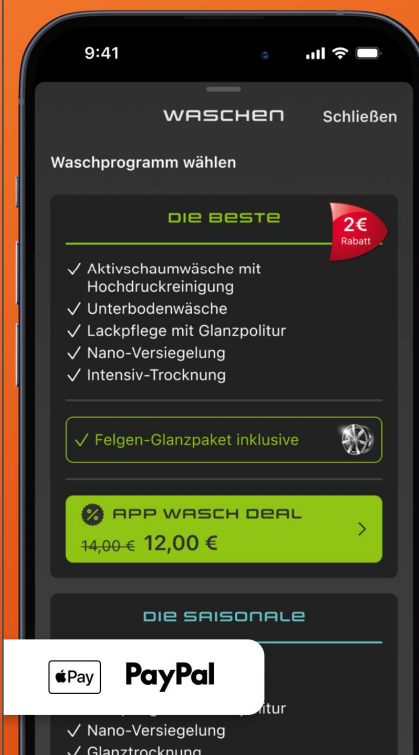 9:41
WASCHEN
Schließen
Waschprogramm wählen
DIE BESTE
2€
Rabatt
✓ Aktivschaumwäsche mit
Hochdruckreinigung
✓ Unterbodenwäsche
✓ Lackpflege mit Glanzpolitur
✓ Nano-Versiegelung
✓ Intensiv-Trocknung
✓ Felgen-Glanzpaket inklusive
APP WASCH DEAL
14,00 € 12,00 €
DIE SAISONALE
Pay PayPal
✓ Nano-Versiegelung
✓ Glanztrocknung